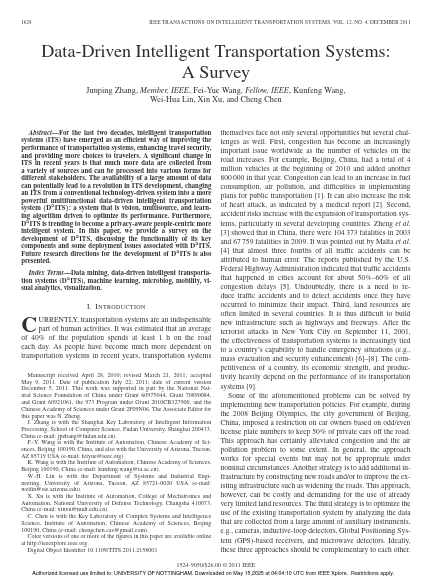 1624
IEEE TRANSACTIONS ON INTELLIGENT TRANSPORTATION SYSTEMS, VOL. 12, NO. 4, DECEMBER 2011
Data-Driven Intelligent Transportation Systems:
A Survey
Junping Zhang, Member, IEEE, Fei-Yue Wang, Fellow, IEEE, Kunfeng Wang,
Wei-Hua Lin, Xin Xu, and Cheng Chen
Abstract—For the last two decades, intelligent transportation
systems (ITS) have emerged as an efficient way of improving the
performance of transportation systems, enhancing travel security,
and providing more choices to travelers. A significant change in
ITS in recent years is that much more data are collected from
a variety of sources and can be processed into various forms for
different stakeholders. The availability of a large amount of data
can potentially lead to a revolution in ITS development, changing
an ITS from a conventional technology-driven system into a more
powerful multifunctional data-driven intelligent transportation
system (D²ITS): a system that is vision, multisource, and learn-
ing algorithm driven to optimize its performance. Furthermore,
D²ITS is trending to become a privacy-aware people-centric more
intelligent system. In this paper, we provide a survey on the
development of D²ITS, discussing the functionality of its key
components and some deployment issues associated with D²ITS.
Future research directions for the development of D²ITS is also
presented.
Index Terms—Data mining, data-driven intelligent transporta-
tion systems (D²ITS), machine learning, microblog, mobility, vi-
sual analytics, visualization.
I. INTRODUCTION
CURRENTLY, transportation systems are an indispensable
part of human activities. It was estimated that an average
of 40% of the population spends at least 1 h on the road
each day. As people have become much more dependent on
transportation systems in recent years, transportation systems
Manuscript received April 28, 2010; revised March 21, 2011; accepted
May 9, 2011. Date of publication July 22, 2011; date of current version
December 5, 2011. This work was supported in part by the National Nat-
ural Science Foundation of China under Grant 60975044, Grant 70890084,
and Grant 60921061, the 973 Program under Grant 2010CB327900, and the
Chinese Academy of Sciences under Grant 2F09N06. The Associate Editor for
this paper was N. Zheng.
J. Zhang is with the Shanghai Key Laboratory of Intelligent Information
Processing, School of Computer Science, Fudan University, Shanghai 200433,
China (e-mail: jpzhang@fudan.edu.cn).
F.-Y. Wang is with the Institute of Automation, Chinese Academy of Sci-
ences, Beijing 100190, China, and also with the University of Arizona, Tucson,
AZ 85719 USA (e-mail: feiyue@ieee.org).
K. Wang is with the Institute of Automation, Chinese Academy of Sciences,
Beijing 100190, China (e-mail: kunfeng.wang@ia.ac.cn).
W.-H. Lin is with the Department of Systems and Industrial Engi-
neering, University of Arizona, Tucson, AZ 85721-0020 USA (e-mail:
weilin@sie.arizona.edu).
X. Xu is with the Institute of Automation, College of Mechatronics and
Automation, National University of Defense Technology, Changsha 410073,
China (e-mail: xinxu@nudt.edu.cn).
C. Chen is with the Key Laboratory of Complex Systems and Intelligence
Science, Institute of Automation, Chinese Academy of Sciences, Beijing
100190, China (e-mail: chengchen.cas@gmail.com).
Color versions of one or more of the figures in this paper are available online
at http://ieeexplore.ieee.org.
Digital Object Identifier 10.1109/TITS.2011.2158001
themselves face not only several opportunities but several chal-
lenges as well. First, congestion has become an increasingly
important issue worldwide as the number of vehicles on the
road increases. For example, Beijing, China, had a total of 4
million vehicles at the beginning of 2010 and added another
800 000 in that year. Congestion can lead to an increase in fuel
consumption, air pollution, and difficulties in implementing
plans for public transportation [1]. It can also increase the risk
of heart attack, as indicated by a medical report [2]. Second,
accident risks increase with the expansion of transportation sys-
tems, particularly in several developing countries. Zheng et al.
[3] showed that in China, there were 104 373 fatalities in 2003
and 67 759 fatalities in 2009. It was pointed out by Malta et al.
[4] that almost three fourths of all traffic accidents can be
attributed to human error. The reports published by the U.S.
Federal Highway Administration indicated that traffic accidents
that happened in cities account for about 50%–60% of all
congestion delays [5]. Undoubtedly, there is a need to re-
duce traffic accidents and to detect accidents once they have
occurred to minimize their impact. Third, land resources are
often limited in several countries. It is thus difficult to build
new infrastructure such as highways and freeways. After the
terrorist attacks in New York City on September 11, 2001,
the effectiveness of transportation systems is increasingly tied
to a country's capability to handle emergency situations (e.g.,
mass evacuation and security enhancement) [6]–[8]. The com-
petitiveness of a country, its economic strength, and produc-
tivity heavily depend on the performance of its transportation
systems [9].
Some of the aforementioned problems can be solved by
implementing new transportation policies. For example, during
the 2008 Beijing Olympics, the city government of Beijing,
China, imposed a restriction on car owners based on odd/even
license plate numbers to keep 50% of private cars off the road.
This approach has certainly alleviated congestion and the air
pollution problem to some extent. In general, the approach
works for special events but may not be appropriate under
nominal circumstances. Another strategy is to add additional in-
frastructure by constructing new roads and/or to improve the ex-
isting infrastructure such as widening the roads. This approach,
however, can be costly and demanding for the use of already
very limited land resources. The third strategy is to optimize the
use of the existing transportation system by analyzing the data
that are collected from a large amount of auxiliary instruments,
e.g., cameras, inductive-loop detectors, Global Positioning Sys-
tem (GPS)-based receivers, and microwave detectors. Ideally,
these three approaches should be complementary to each other.
1524-9050/$26.00 © 2011 IEEE
Authorized licensed use limited to: UNIVERSITY OF NOTTINGHAM. Downloaded on May 15,2025 at 04:04:10 UTC from IEEE Xplore. Restrictions apply.